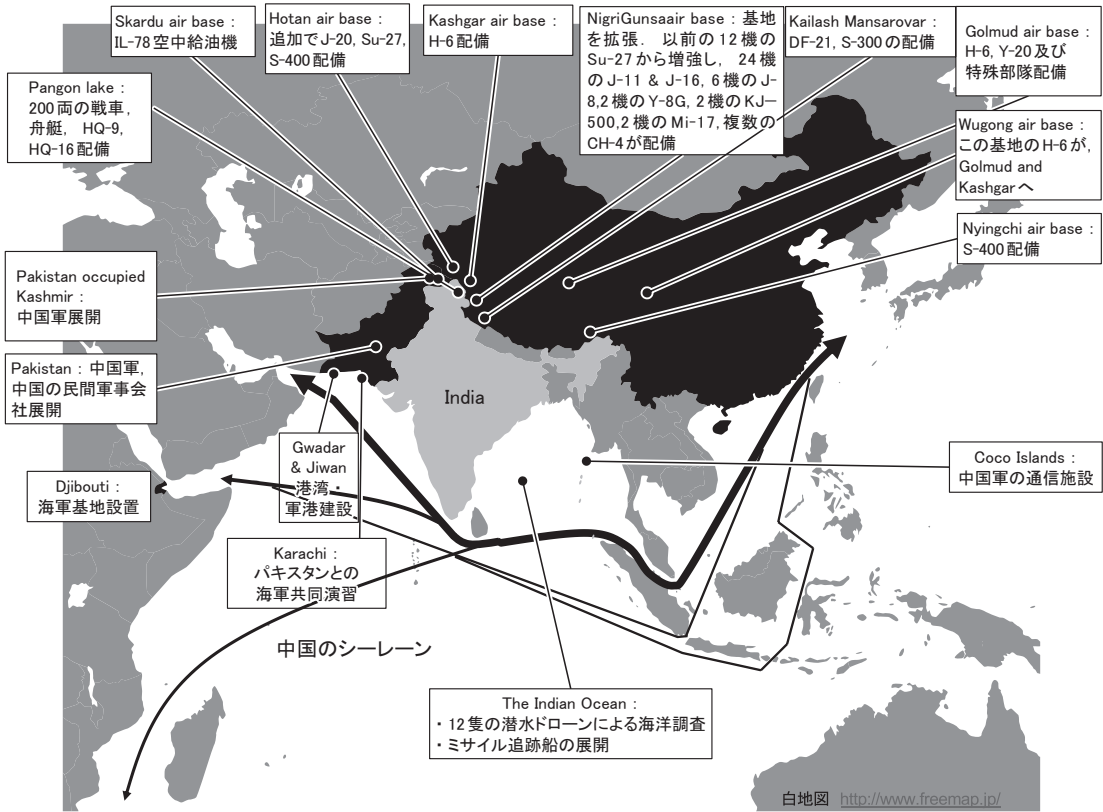 Skardu air base：
IL-78空中給油機
Hotan air base：
追加でJ-20, Su-27,
S-400配備
Kashgar air base：
H-6配備
NigriGunsaair base：基地
を拡張．以前の12機の
Su-27から増強し，24機
のJ-11 & J-16, 6機のJ-
8,2機のY-8G, 2機のKJ—
500,2機のMi-17,複数の
CH-4が配備
Kailash Mansarovar：
DF-21, S-300の配備
Golmud air base：
H-6, Y-20及び
特殊部隊配備
Pangon lake：
200両の戦車，
舟艇， HQ-9,
HQ-16配備
Wugong air base：
この基地のH-6が，
Golmud and
Kashgarへ
Nyingchi air base：
S-400配備
Pakistan occupied
Kashmir：
中国軍展開
Pakistan：中国軍，
中国の民間軍事会
社展開
India
Gwadar
& Jiwan
港湾・
軍港建設
Coco Islands：
中国軍の通信施設
Djibouti：
海軍基地設置
Karachi：
パキスタンとの
海軍共同演習
中国のシーレーン
The Indian Ocean：
・12隻の潜水ドローンによる海洋調査
・ミサイル追跡船の展開
白地図 http://www.freemap.jp/